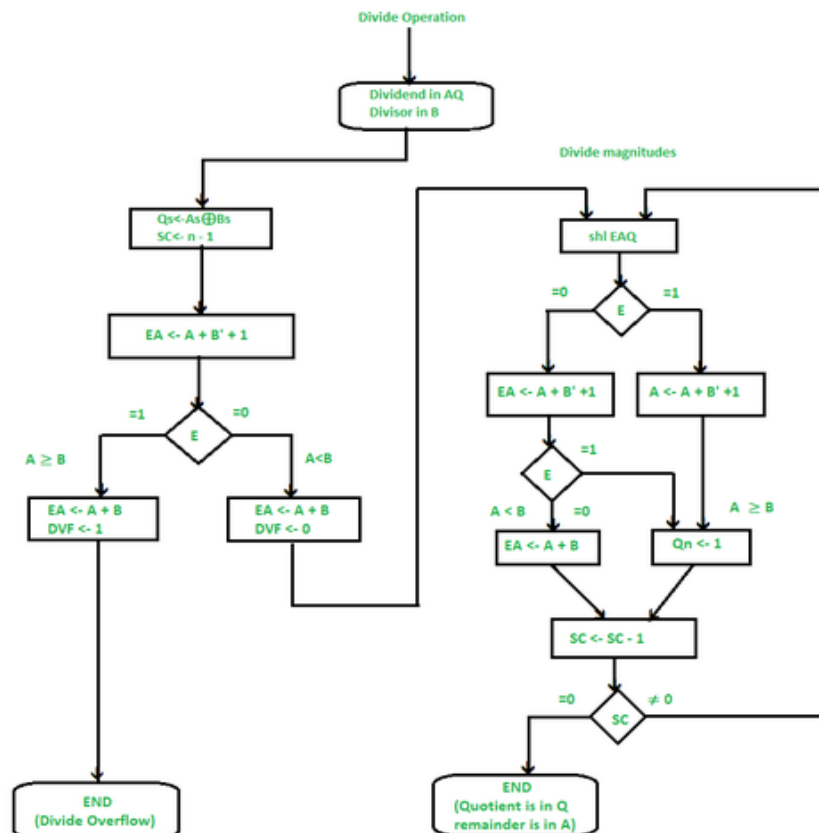 Divide Operation
Dividend in AQ
Divisor in B
Qs<-As⊕Bs
SC<- n - 1
EA <- A + B' + 1
E
=1
=0
A ≥ B
A<B
EA <- A + B
DVF <- 1
EA <- A + B
DVF <- 0
END
(Divide Overflow)
Divide magnitudes
shl EAQ
=0
=1
E
EA <- A + B' +1
A <- A + B' +1
E
=1
A < B
=0
A ≥ B
EA <- A + B
Qn <- 1
SC <- SC - 1
=0
≠ 0
SC
END
(Quotient is in Q
remainder is in A)